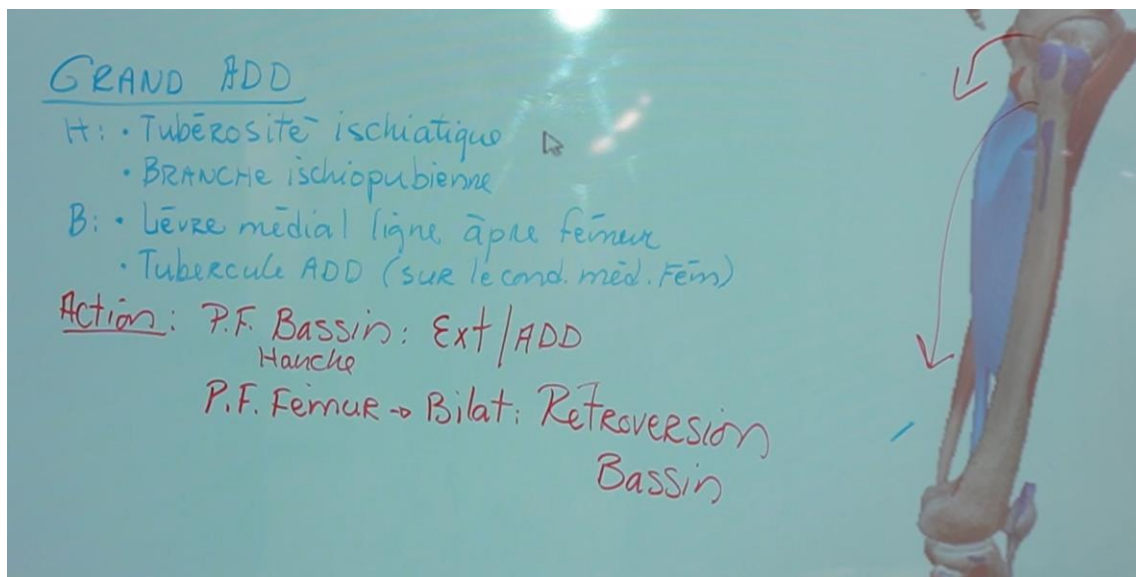 GRAND ADD
H: • Tubérosité ischiatique
• BRANCHE ischiopubienne
B: • Lèvre médial ligne âpre fémur
• Tubercule ADD (sur le cond. méd. Fém)
Action: P.F. Bassin: Ext/ADD
Hanche
P.F. Fémur → Bilat: Rétroversion
Bassin